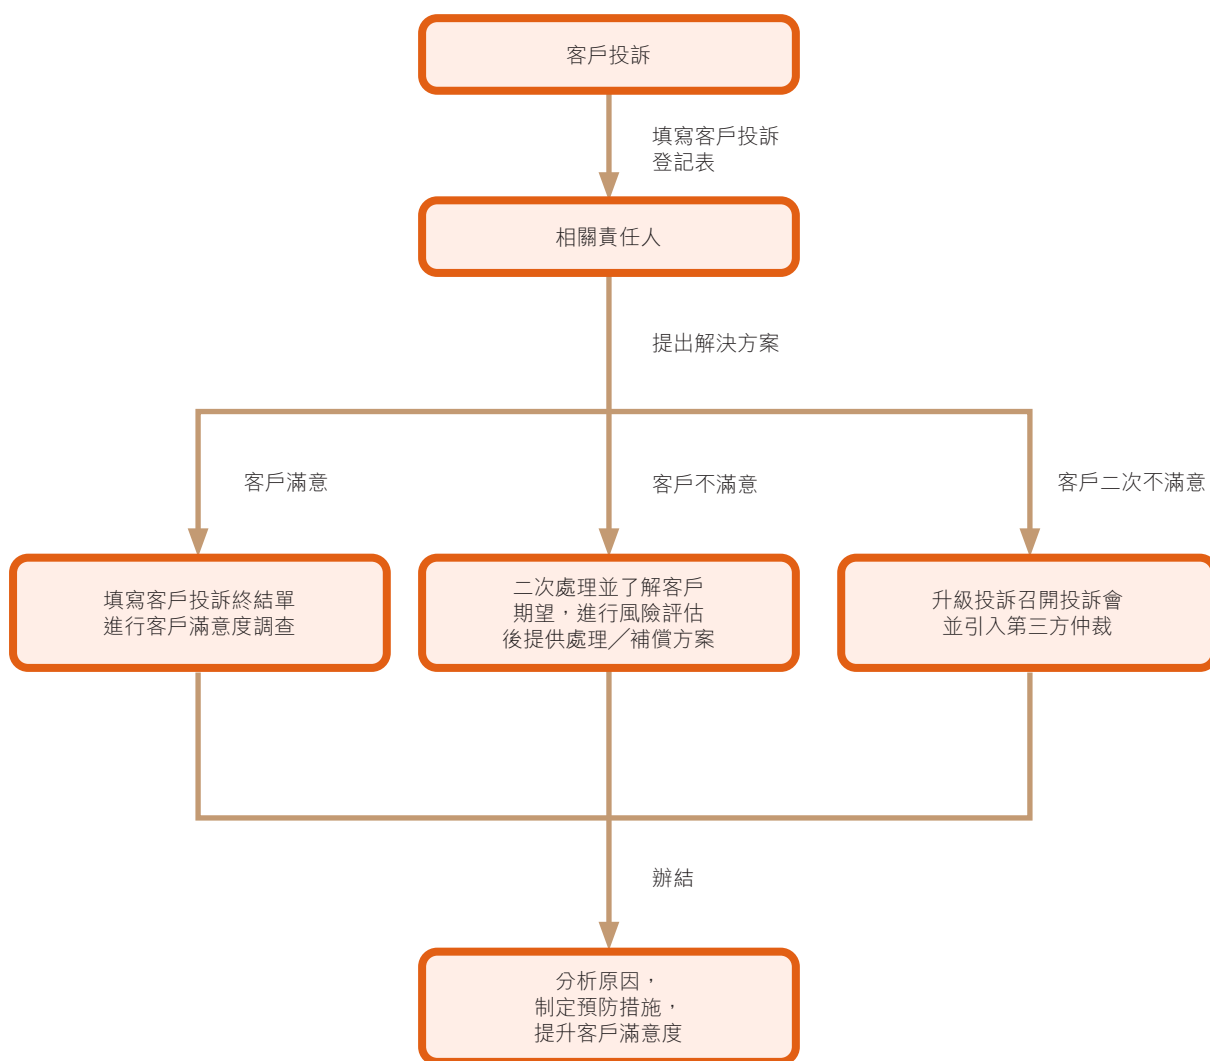 客戶投訴
填寫客戶投訴
登記表
相關責任人
提出解決方案
客戶滿意
客戶不滿意
客戶二次不滿意
填寫客戶投訴終結單
進行客戶滿意度調查
二次處理並了解客戶
期望，進行風險評估
後提供處理／補償方案
升級投訴召開投訴會
並引入第三方仲裁
辦結
分析原因，
制定預防措施，
提升客戶滿意度